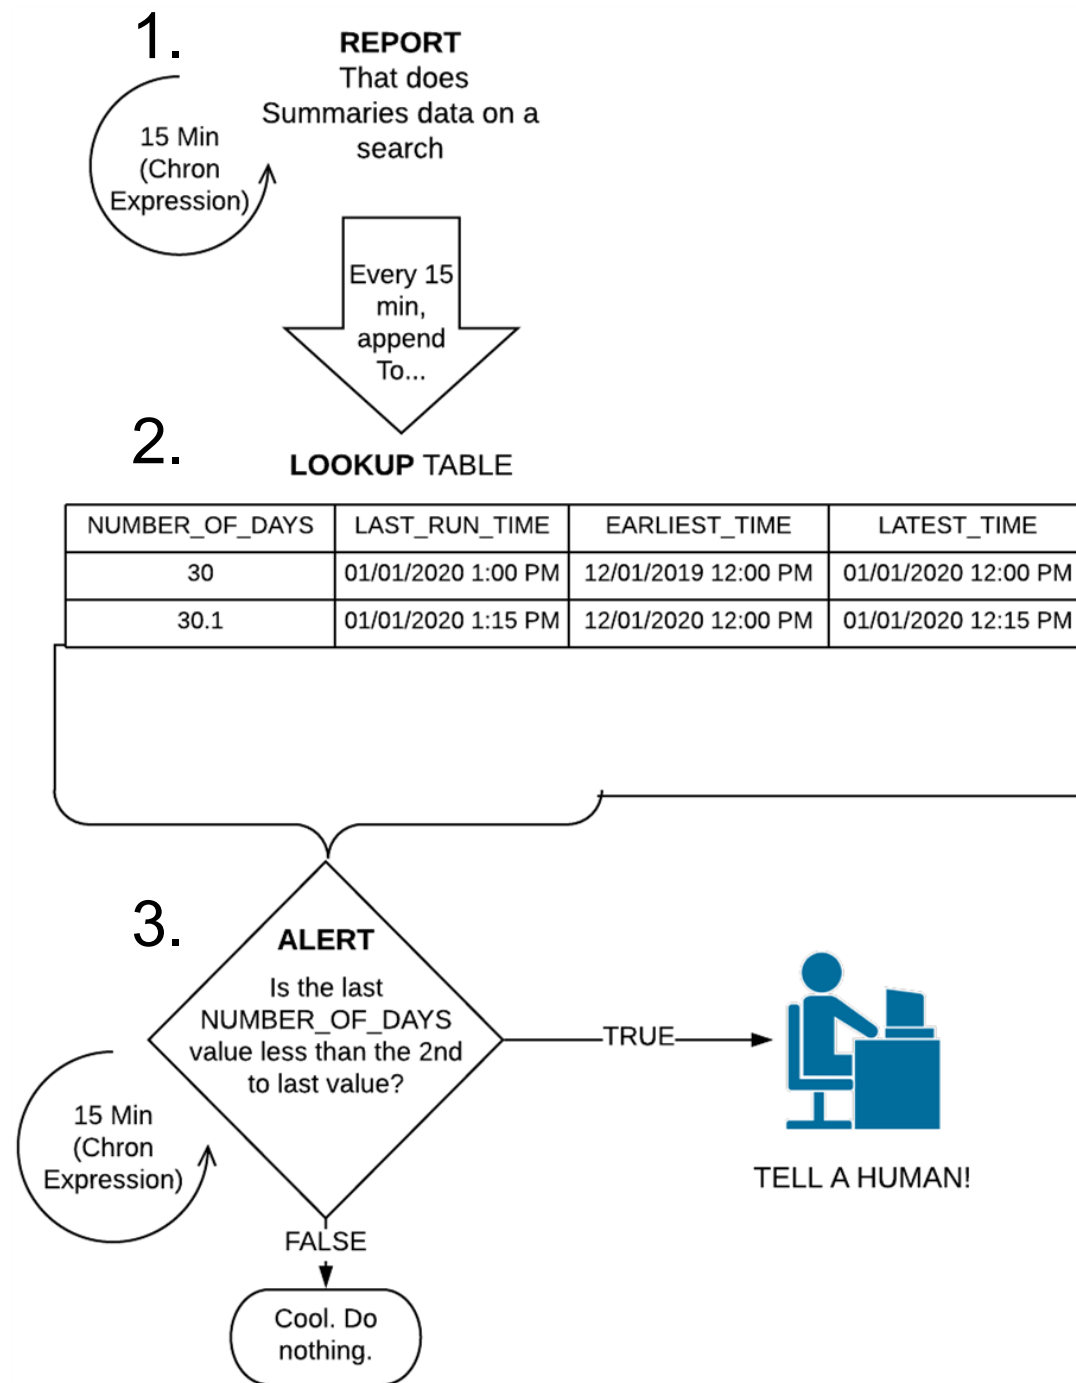 1.
REPORT
That does
Summaries data on a
search
15 Min
(Chron
Expression)
Every 15
min,
append
To...
2.
LOOKUP TABLE
NUMBER_OF_DAYS LAST_RUN_TIME EARLIEST_TIME LATEST_TIME
30 01/01/2020 1:00 PM 12/01/2019 12:00 PM 01/01/2020 12:00 PM
30.1 01/01/2020 1:15 PM 12/01/2020 12:00 PM 01/01/2020 12:15 PM
3.
ALERT
Is the last
NUMBER_OF_DAYS
value less than the 2nd
to last value?
TRUE
15 Min
(Chron
Expression)
TELL A HUMAN!
FALSE
Cool. Do
nothing.